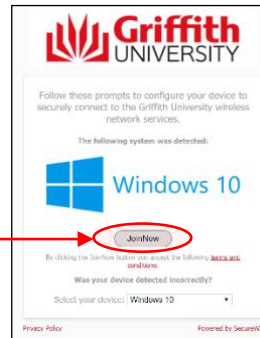 Griffith
UNIVERSITY
Follow these prompts to configure your device to
securely connect to the Griffith University wireless
network services.
The following system was detected:
Windows 10
JoinNow
By clicking the JoinNow button you accept the following terms and
conditions
Was your device detected incorrectly?
Select your device: Windows 10
Privacy Policy
Powered by SecureW